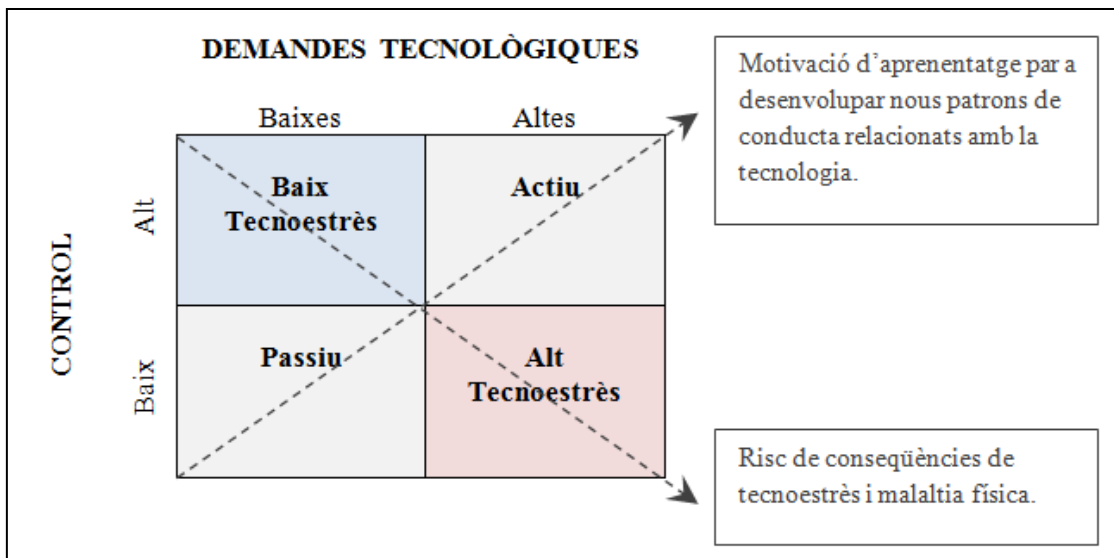 DEMANDES TECNOLÒGIQUES
Baixes
Altes
CONTROL
Alt
Baix
Baix
Tecnoestrès
Actiu
Passiu
Alt
Tecnoestrès
Motivació d’aprenentatge par a
desenvolupar nous patrons de
conducta relacionats amb la
tecnologia.
Risc de conseqüències de
tecnoestrès i malaltia física.